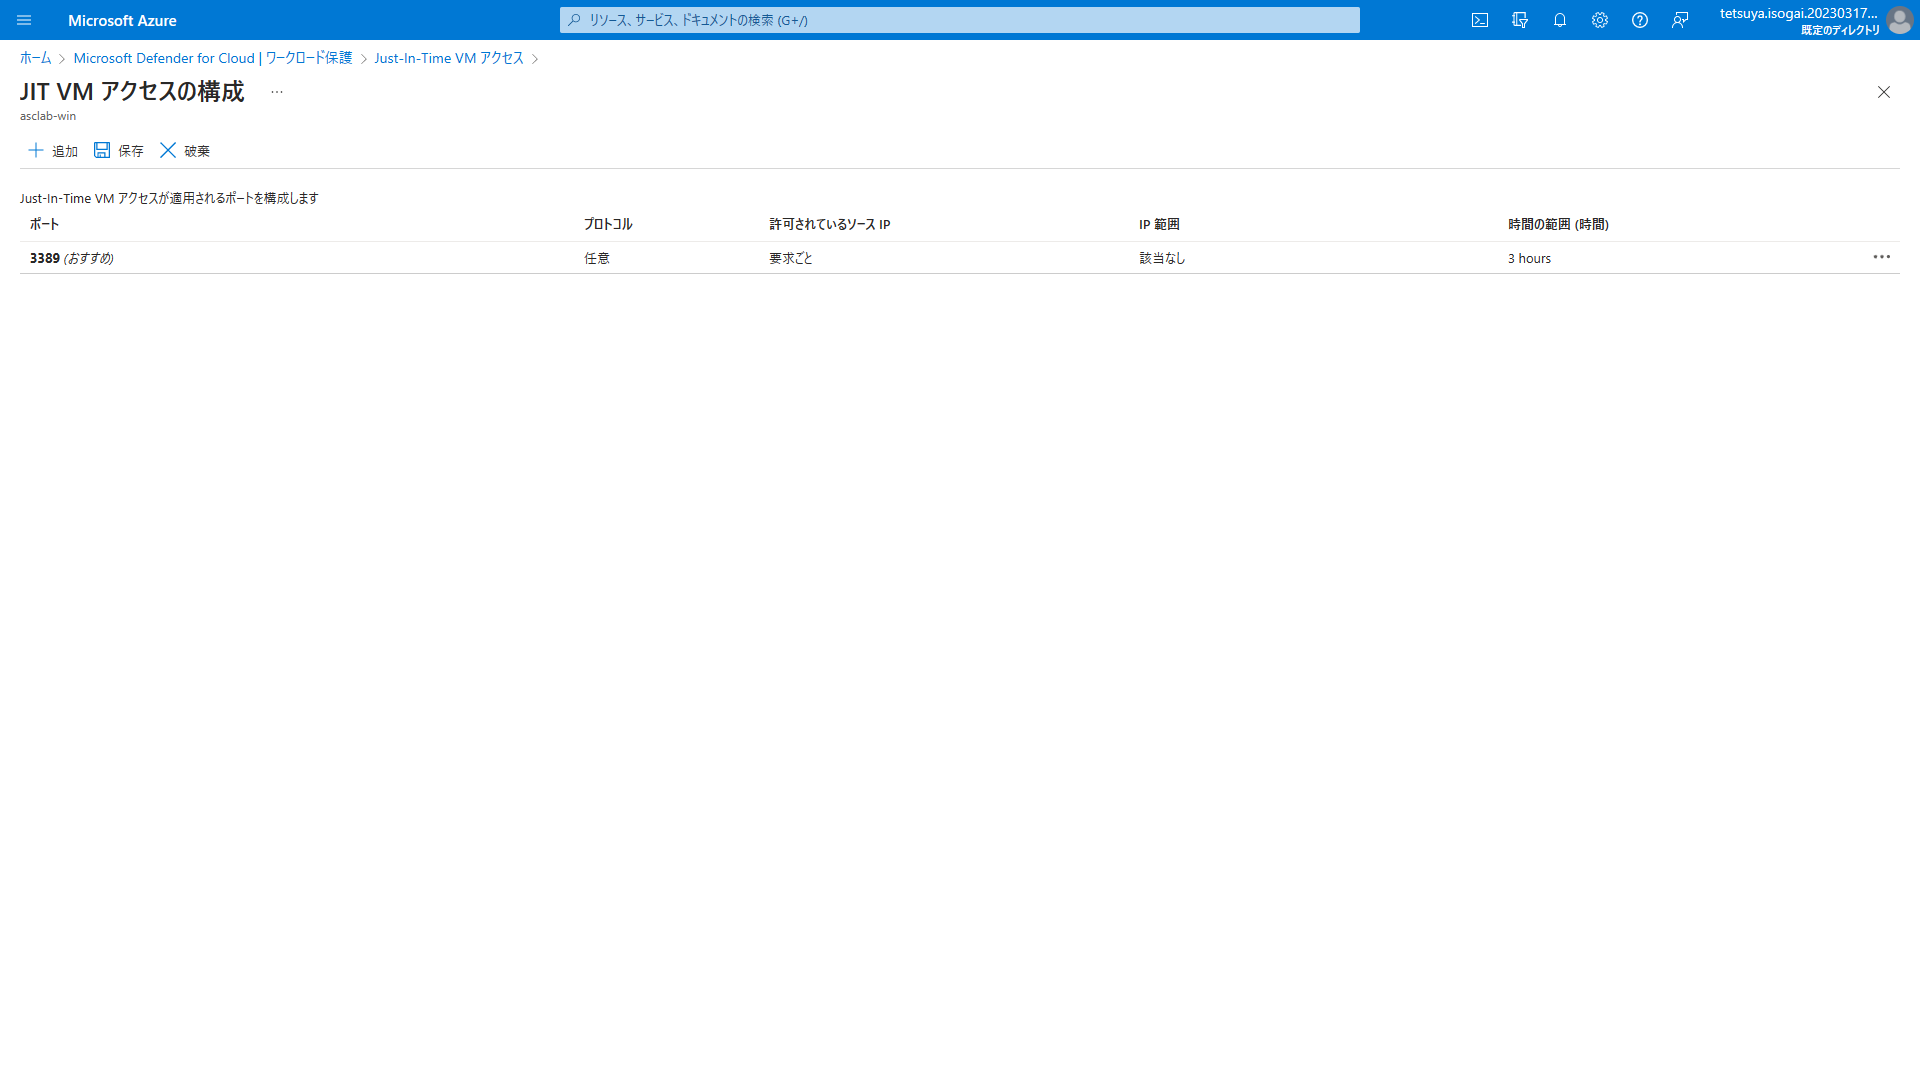 Microsoft Azure
リソース、サービス、ドキュメントの検索 (G+/)
tetsuya.isogai.20230317...
既定のディレクトリ
ホーム > Microsoft Defender for Cloud | ワークロード保護 > Just-In-Time VM アクセス >
JIT VM アクセスの構成 ...
asclab-win
追加 保存 破棄
Just-In-Time VM アクセスが適用されるポートを構成します
ポート プロトコル 許可されているソース IP IP 範囲 時間の範囲 (時間)
3389 (おすすめ) 任意 要求ごと 該当なし 3 hours